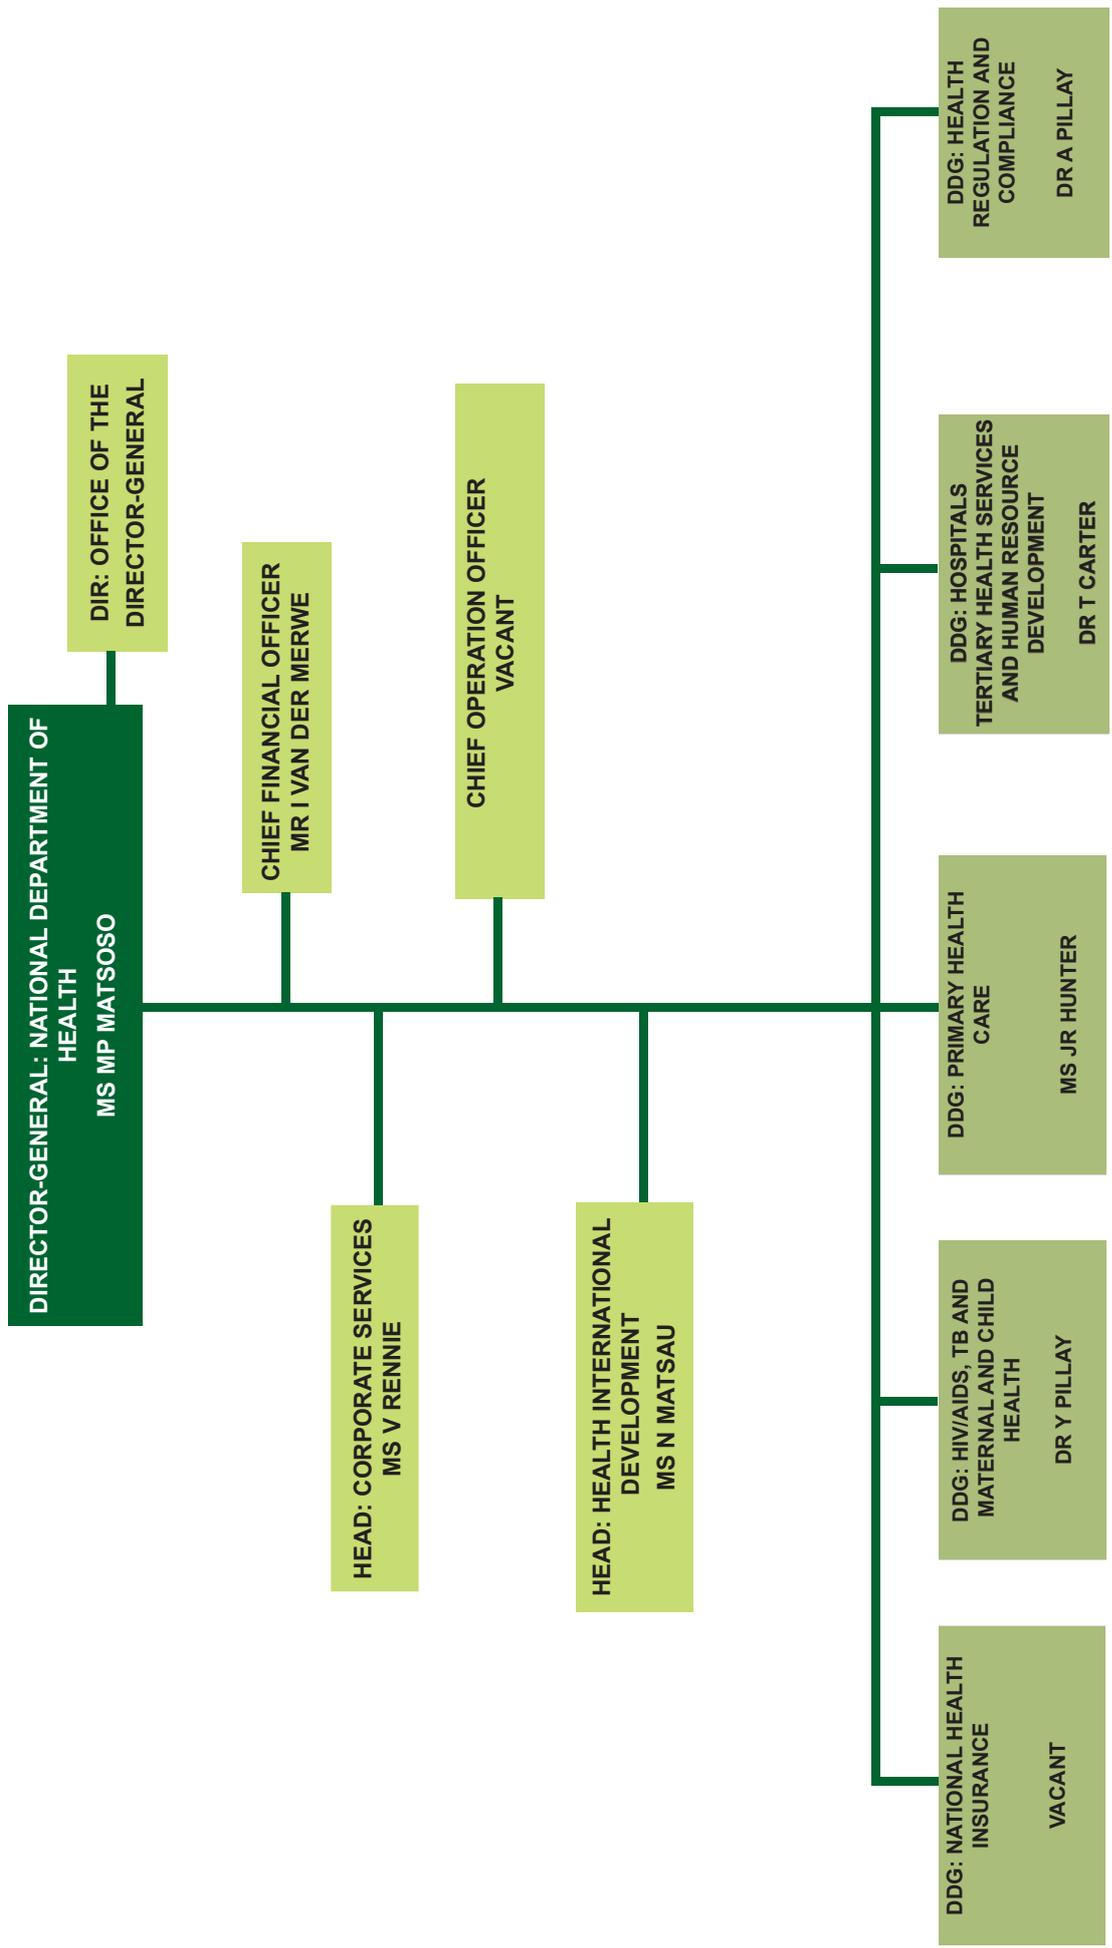 DIRECTOR-GENERAL: NATIONAL DEPARTMENT OF
HEALTH
MS MP MATSOSO
DIR: OFFICE OF THE
DIRECTOR-GENERAL
CHIEF FINANCIAL OFFICER
MR I VAN DER MERWE
HEAD: CORPORATE SERVICES
MS V RENNIE
CHIEF OPERATION OFFICER
VACANT
HEAD: HEALTH INTERNATIONAL
DEVELOPMENT
MS N MATSAU
DDG: NATIONAL HEALTH
INSURANCE
VACANT
DDG: HIV/AIDS, TB AND
MATERNAL AND CHILD
HEALTH
DR Y PILLAY
DDG: PRIMARY HEALTH
CARE
MS JR HUNTER
DDG: HOSPITALS
TERTIARY HEALTH SERVICES
AND HUMAN RESOURCE
DEVELOPMENT
DR T CARTER
DDG: HEALTH
REGULATION AND
COMPLIANCE
DR A PILLAY